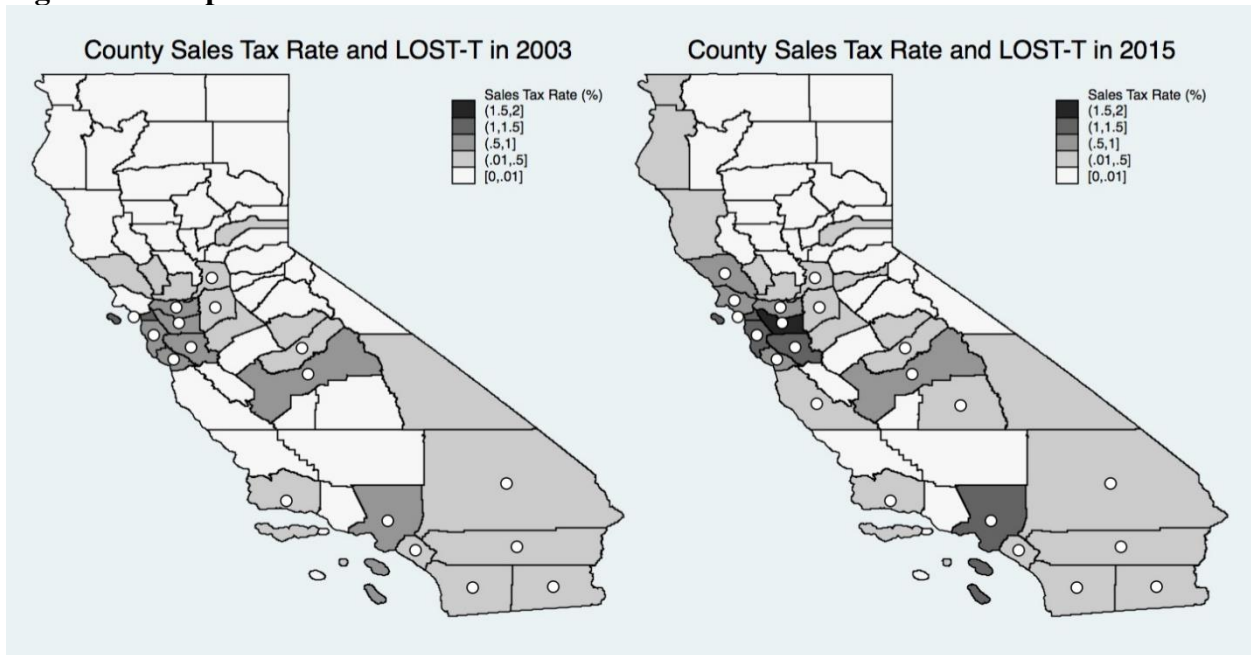 County Sales Tax Rate and LOST-T in 2003
Sales Tax Rate (%)
(1.5,2]
(1,1.5]
(.5,1]
(.01,.5]
[0,.01]
County Sales Tax Rate and LOST-T in 2015
Sales Tax Rate (%)
(1.5,2]
(1,1.5]
(.5,1]
(.01,.5]
[0,.01]